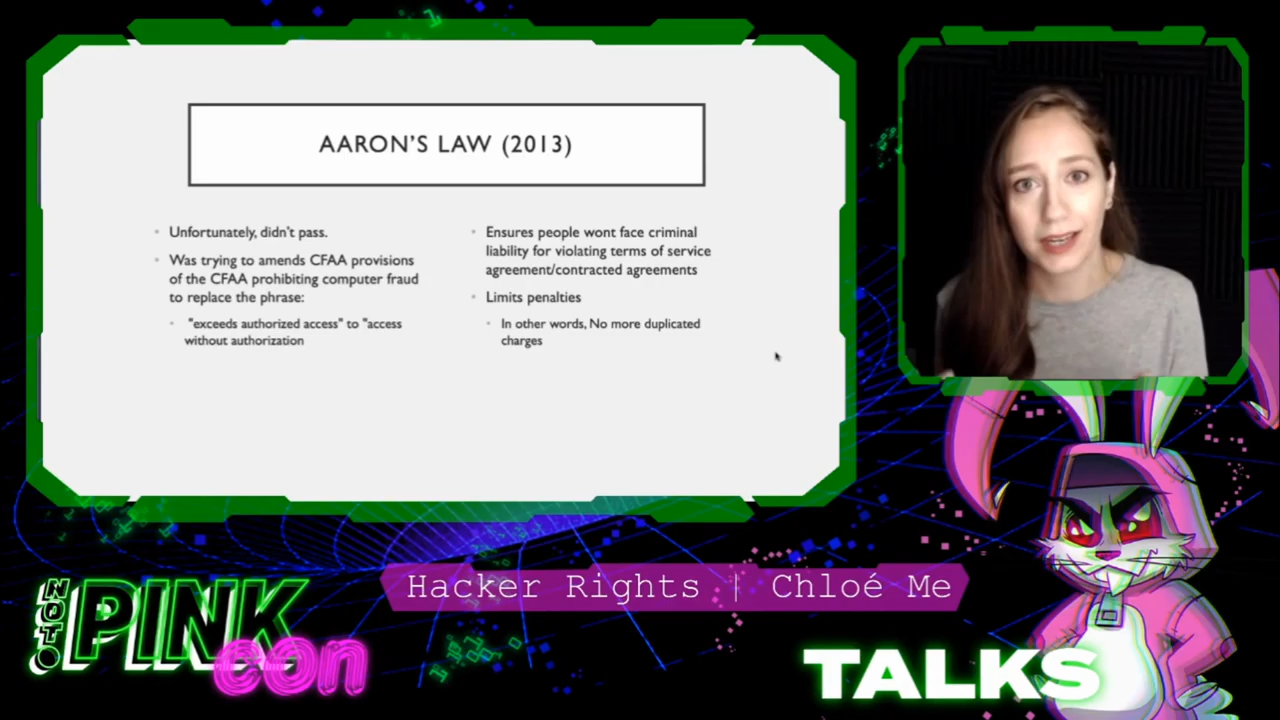 AARON'S LAW (2013)
Unfortunately, didn't pass.
Was trying to amends CFAA provisions
of the CFAA prohibiting computer fraud
to replace the phrase:
"exceeds authorized access" to "access
without authorization
Ensures people wont face criminal
liability for violating terms of service
agreement/contracted agreements
Limits penalties
In other words, No more duplicated
charges
Hacker Rights | Chloé Me
NOT
PINK
con
TALKS